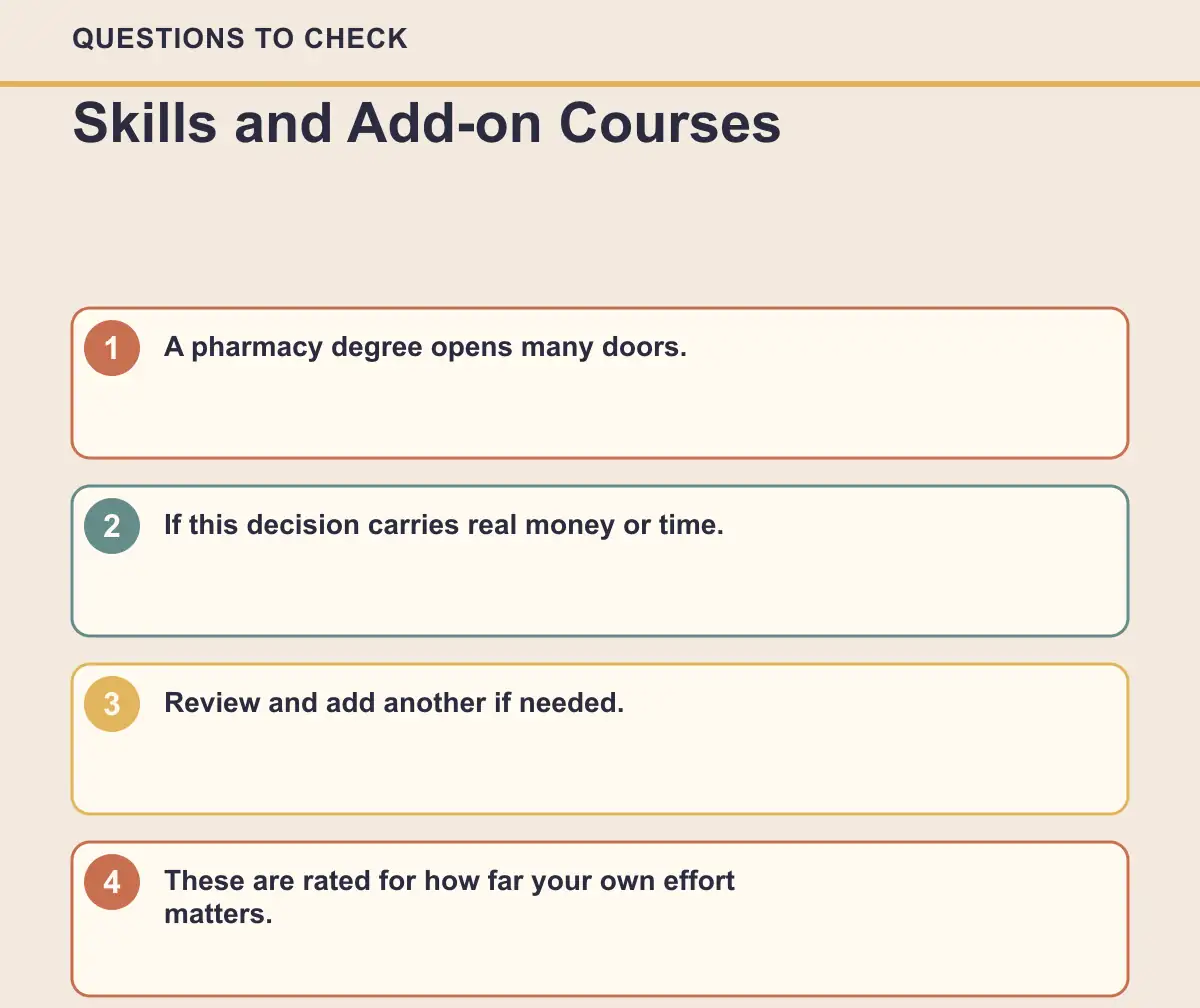 QUESTIONS TO CHECK
Skills and Add-on Courses
1
A pharmacy degree opens many doors.
2
If this decision carries real money or time.
3
Review and add another if needed.
4
These are rated for how far your own effort
matters.